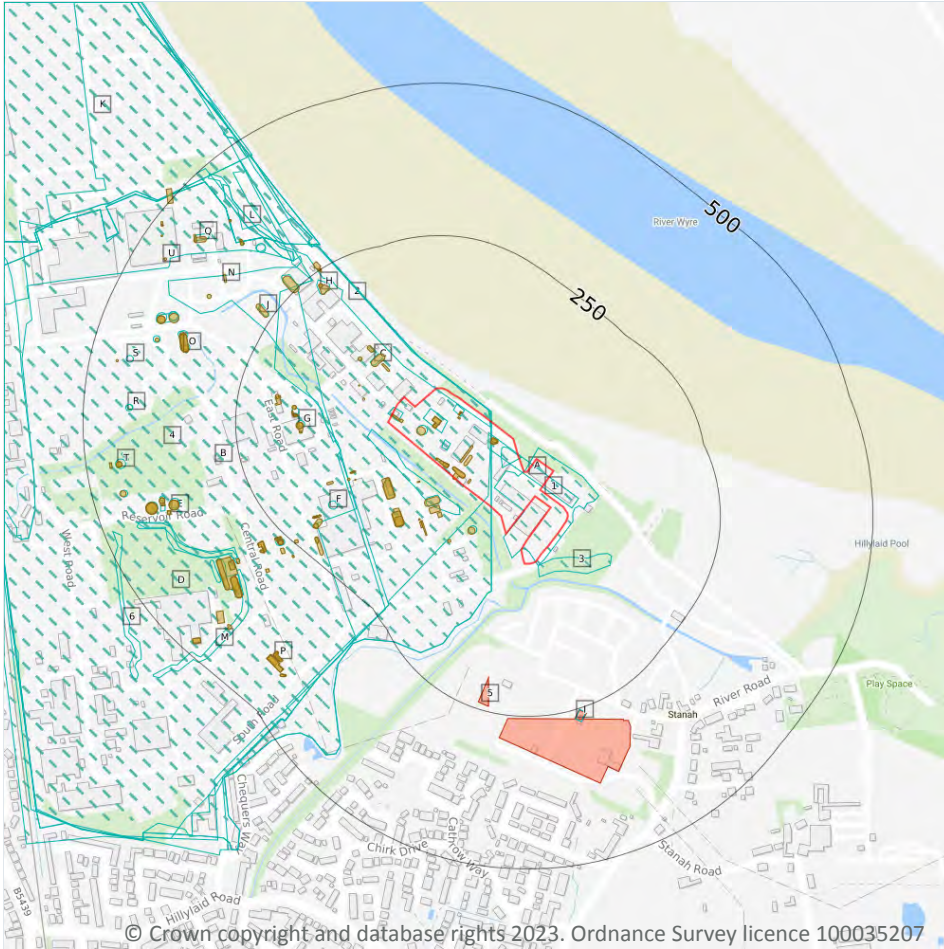 K
L
Q
U
N
H
2
J
500
River Wyre
250
O
S
C
R
G
East Road
4
B
T
A
1
F
E
Reservoir Road
West Road
Central Road
Hillylaid Pool
3
D
6
M
P
South Road
5
I
Stanah
River Road
Play Space
Chequers Way
Chirk Drive
Cathrow Way
Stanah Road
B5439
Hillylaid Road
© Crown copyright and database rights 2023. Ordnance Survey licence 100035207